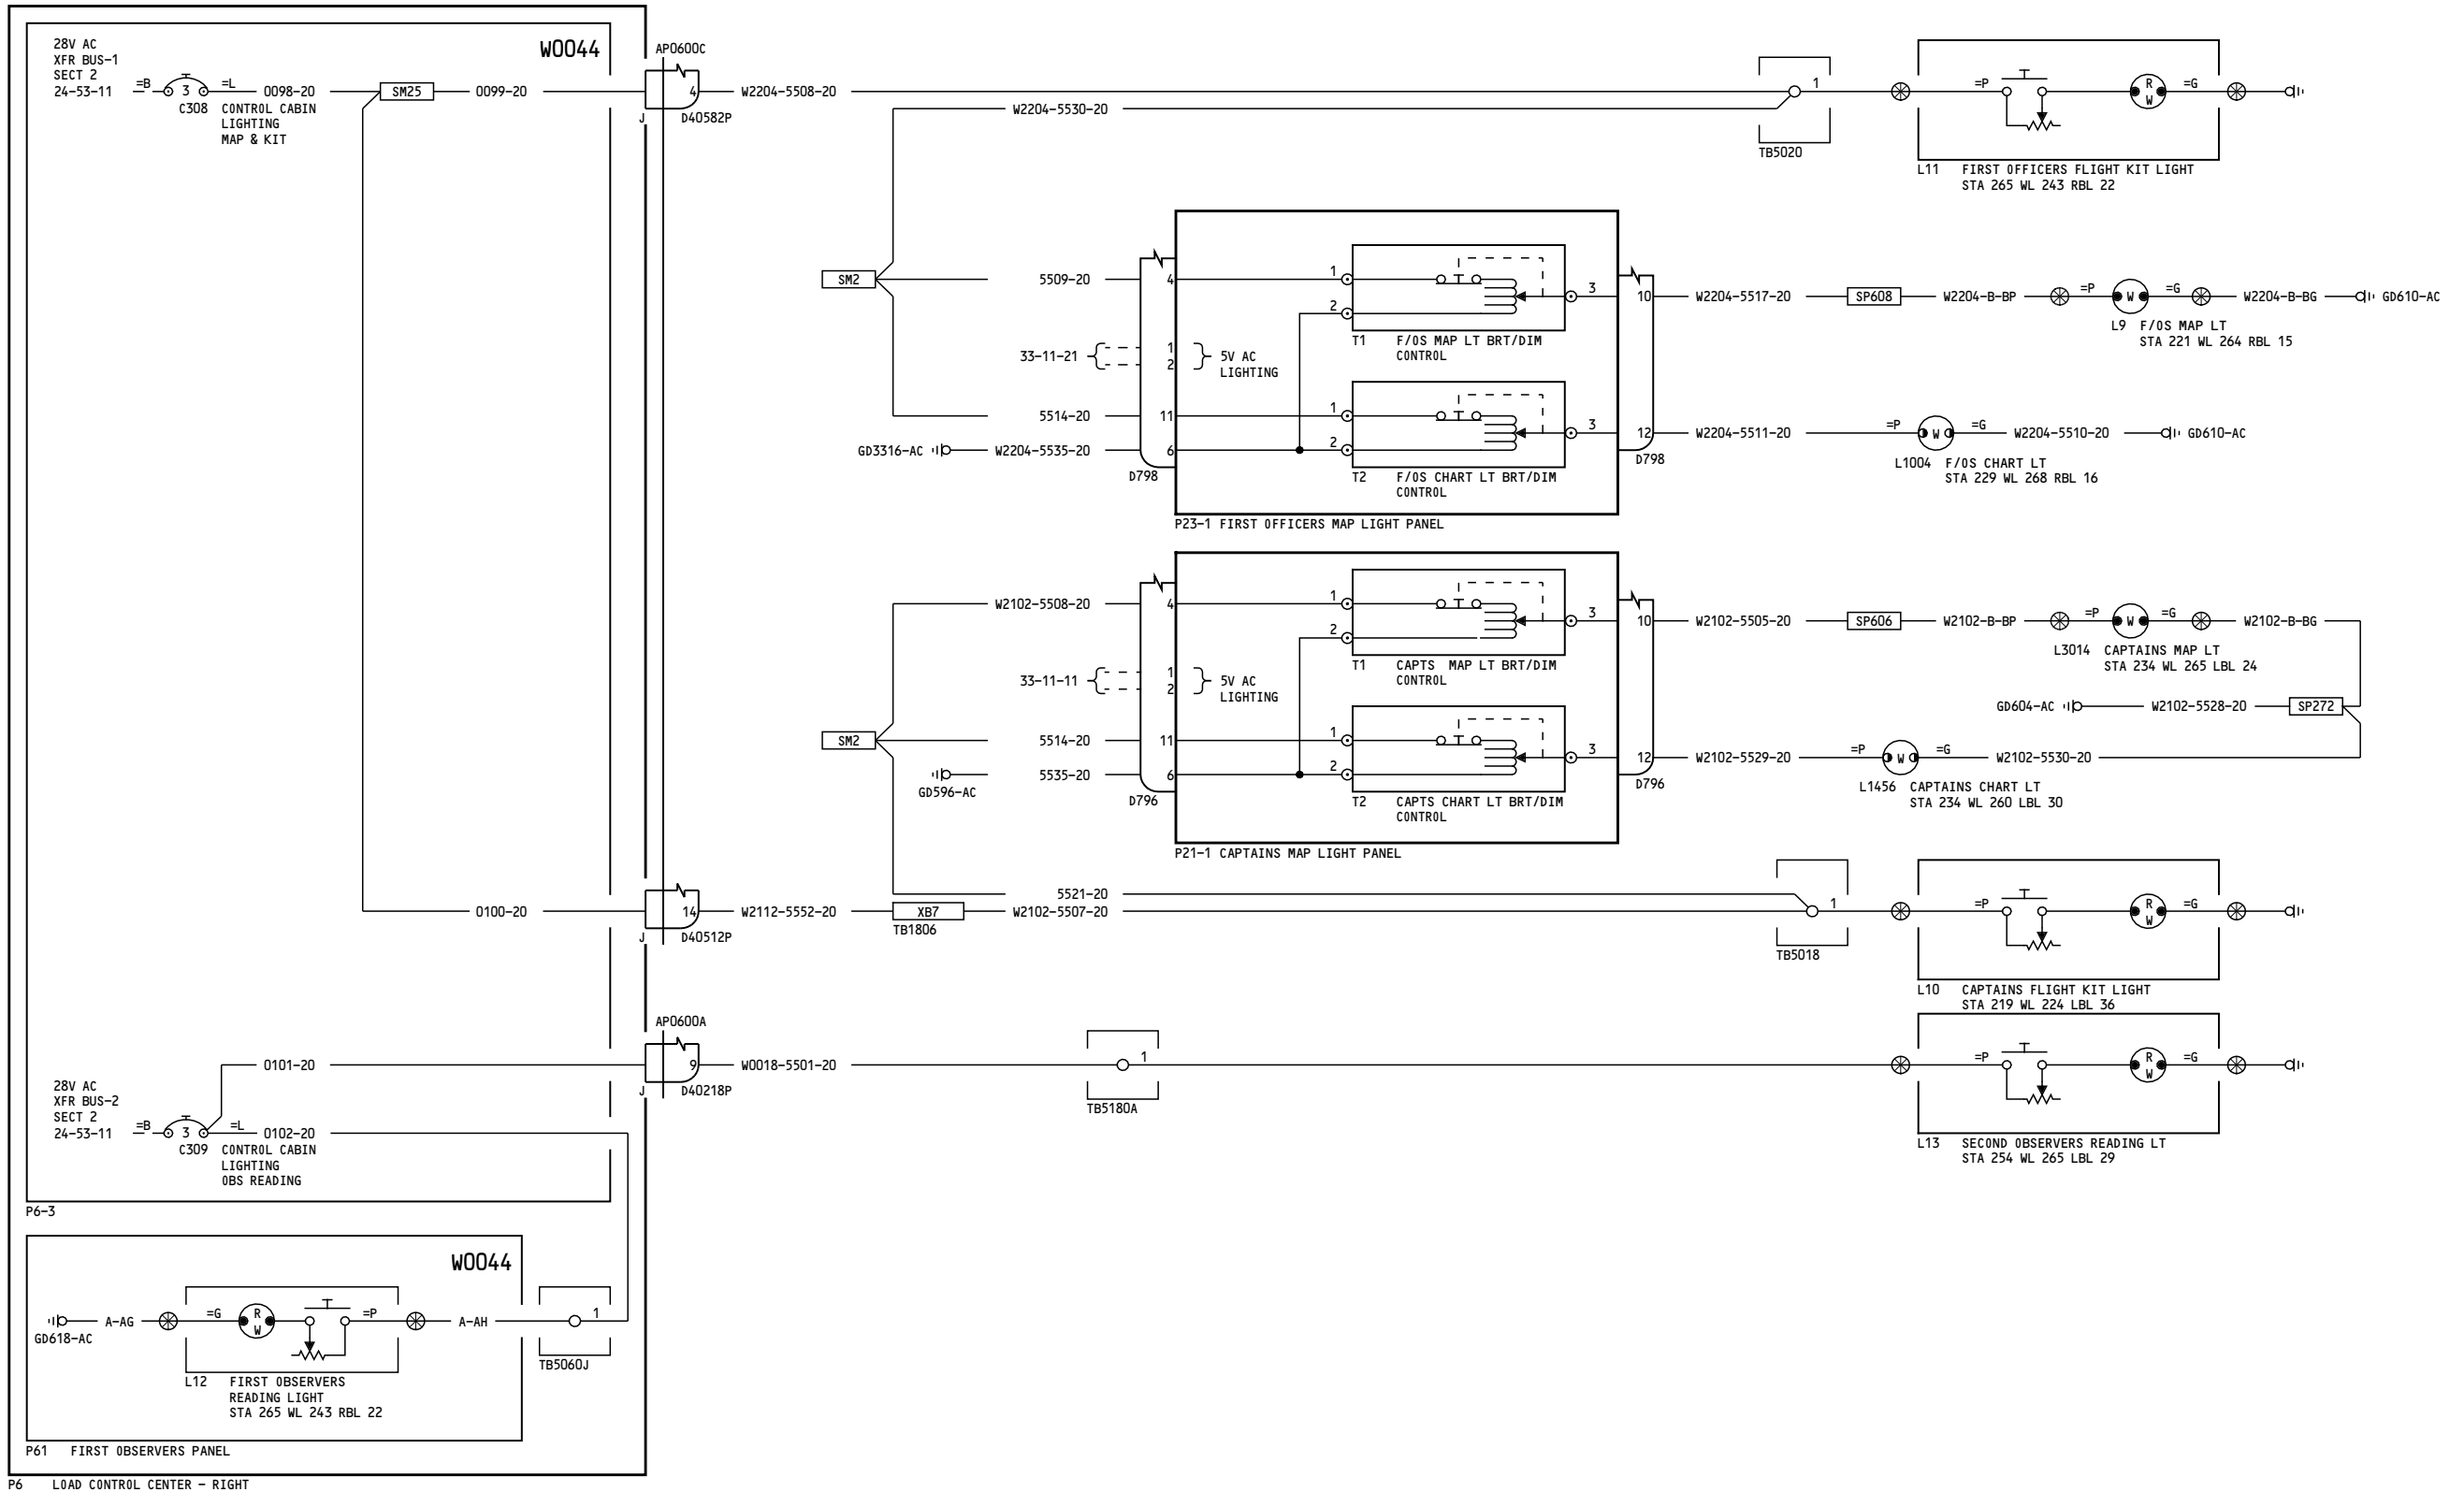 W0044
28V AC
XFR BUS-1
SECT 2
24-53-11
=B
3
=L
0098-20
SM25
0099-20
C308
CONTROL CABIN
LIGHTING
MAP & KIT
AP0600C
4
J
D40582P
W2204-5508-20
W2204-5530-20
1
TB5020
=P
R
W
=G
L11
FIRST OFFICERS FLIGHT KIT LIGHT
STA 265 WL 243 RBL 22
SM2
5509-20
4
33-11-21
1
2
5V AC
LIGHTING
5514-20
11
GD3316-AC
W2204-5535-20
6
D798
1
2
3
T1
F/OS MAP LT BRT/DIM
CONTROL
1
2
3
T2
F/OS CHART LT BRT/DIM
CONTROL
P23-1 FIRST OFFICERS MAP LIGHT PANEL
10
W2204-5517-20
SP608
W2204-B-BP
=P
W
=G
W2204-B-BG
GD610-AC
L9
F/OS MAP LT
STA 221 WL 264 RBL 15
12
D798
W2204-5511-20
=P
W
=G
W2204-5510-20
GD610-AC
L1004
F/OS CHART LT
STA 229 WL 268 RBL 16
W2102-5508-20
4
SM2
33-11-11
1
2
5V AC
LIGHTING
5514-20
11
GD596-AC
5535-20
6
D796
1
2
3
T1
CAPTS MAP LT BRT/DIM
CONTROL
1
2
3
T2
CAPTS CHART LT BRT/DIM
CONTROL
P21-1 CAPTAINS MAP LIGHT PANEL
10
W2102-5505-20
SP606
W2102-B-BP
=P
W
=G
W2102-B-BG
L3014
CAPTAINS MAP LT
STA 234 WL 265 LBL 24
GD604-AC
W2102-5528-20
SP272
12
D796
W2102-5529-20
=P
W
=G
W2102-5530-20
L1456
CAPTAINS CHART LT
STA 234 WL 260 LBL 30
0100-20
14
J
D40512P
W2112-5552-20
XB7
TB1806
5521-20
W2102-5507-20
1
TB5018
=P
R
W
=G
L10
CAPTAINS FLIGHT KIT LIGHT
STA 219 WL 224 LBL 36
AP0600A
0101-20
9
J
D40218P
W0018-5501-20
1
TB5180A
=P
R
W
=G
L13
SECOND OBSERVERS READING LT
STA 254 WL 265 LBL 29
28V AC
XFR BUS-2
SECT 2
24-53-11
=B
3
=L
0102-20
C309
CONTROL CABIN
LIGHTING
OBS READING
P6-3
W0044
GD618-AC
A-AG
=G
R
W
=P
A-AH
1
TB5060J
L12
FIRST OBSERVERS
READING LIGHT
STA 265 WL 243 RBL 22
P61
FIRST OBSERVERS PANEL
P6
LOAD CONTROL CENTER - RIGHT